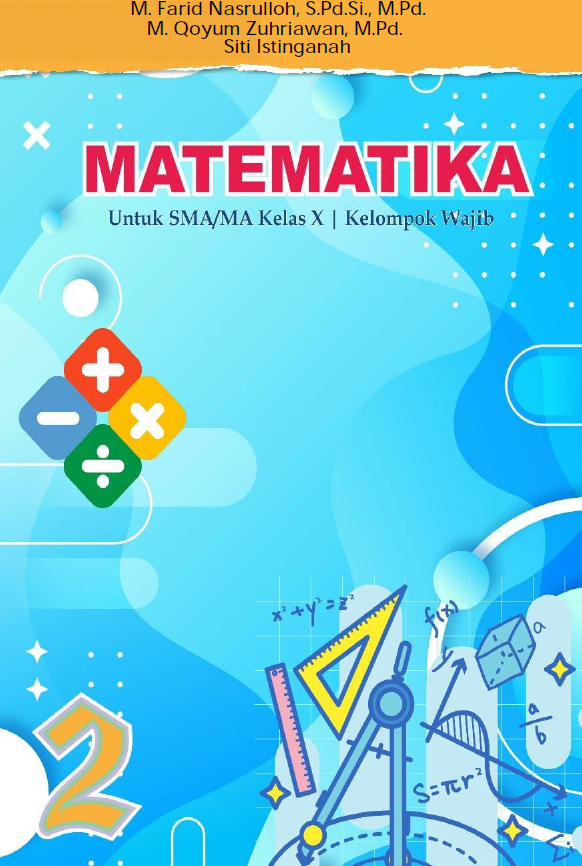 M. Farid Nasrulloh, S.Pd.Si., M.Pd.
M. Qoyum Zuhriawan, M.Pd.
Siti Istinganah
MATEMATIKA
Untuk SMA/MA Kelas X | Kelompok Wajib
x² + y² = z²
f(x)
a
y
a
b
S=πr²
x
Σi
2